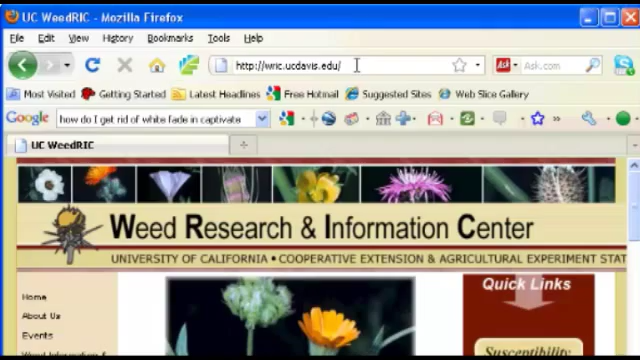 UC WeedRIC - Mozilla Firefox
File Edit View History Bookmarks Tools Help
http://wric.ucdavis.edu/ Ask Ask.com
Most Visited Getting Started Latest Headlines Free Hotmail Suggested Sites Web Slice Gallery
Google how do I get rid of white fade in captivate
UC WeedRIC
Weed Research & Information Center
UNIVERSITY OF CALIFORNIA • COOPERATIVE EXTENSION & AGRICULTURAL EXPERIMENT STAT
Home
About Us
Events
Weed Information &
Quick Links
Susceptibility